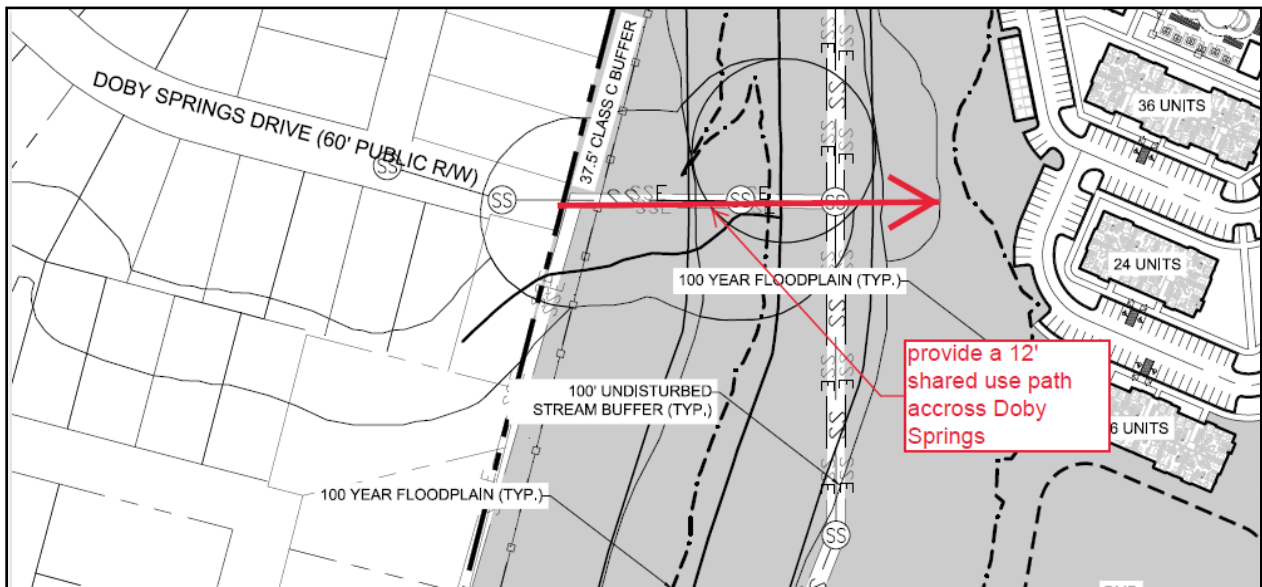 DOBY SPRINGS DRIVE (60' PUBLIC R/W)
37.5' CLASS C BUFFER
36 UNITS
SS
SS
SSE
SSE
SS
SSE
SS
24 UNITS
100 YEAR FLOODPLAIN (TYP.)
provide a 12'
shared use path
accross Doby
Springs
6 UNITS
100' UNDISTURBED
STREAM BUFFER (TYP.)
100 YEAR FLOODPLAIN (TYP.)
SS